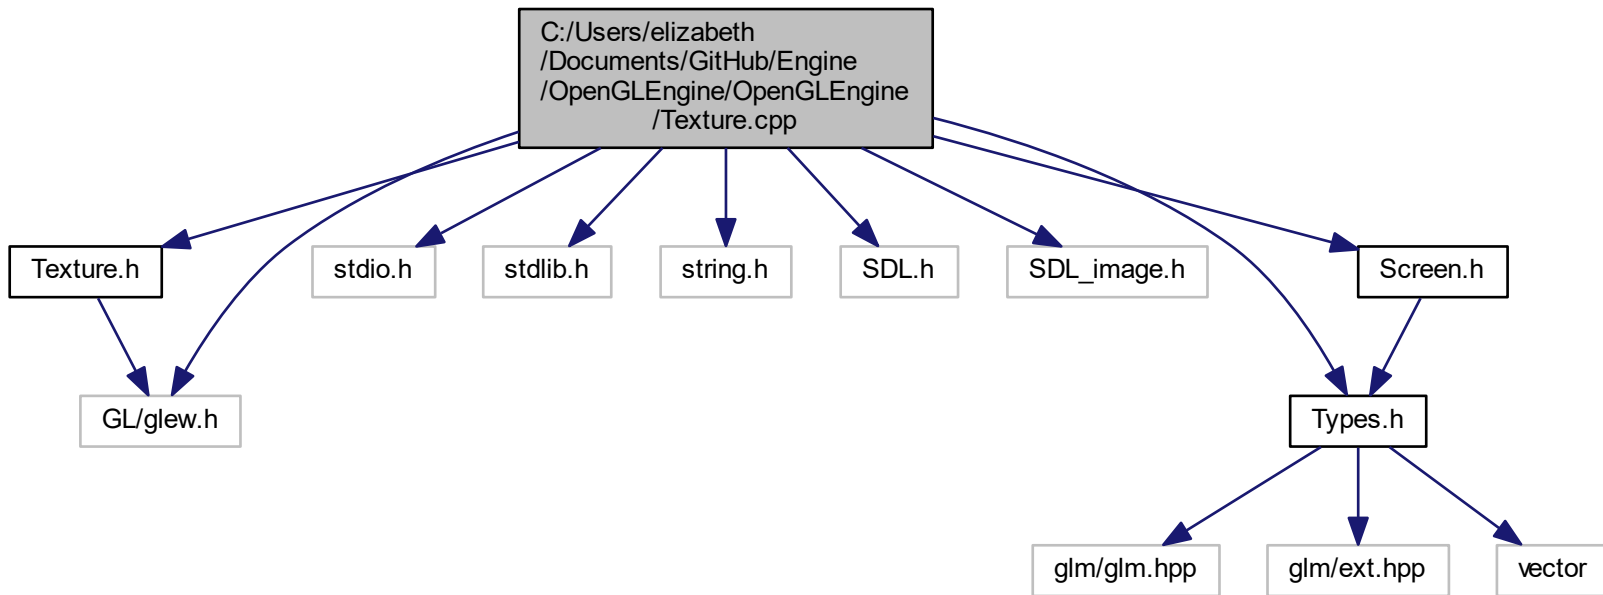 C:/Users/elizabeth
/Documents/GitHub/Engine
/OpenGLEngine/OpenGLEngine
/Texture.cpp
Texture.h
stdio.h
stdlib.h
string.h
SDL.h
SDL_image.h
Screen.h
GL/glew.h
Types.h
glm/glm.hpp
glm/ext.hpp
vector